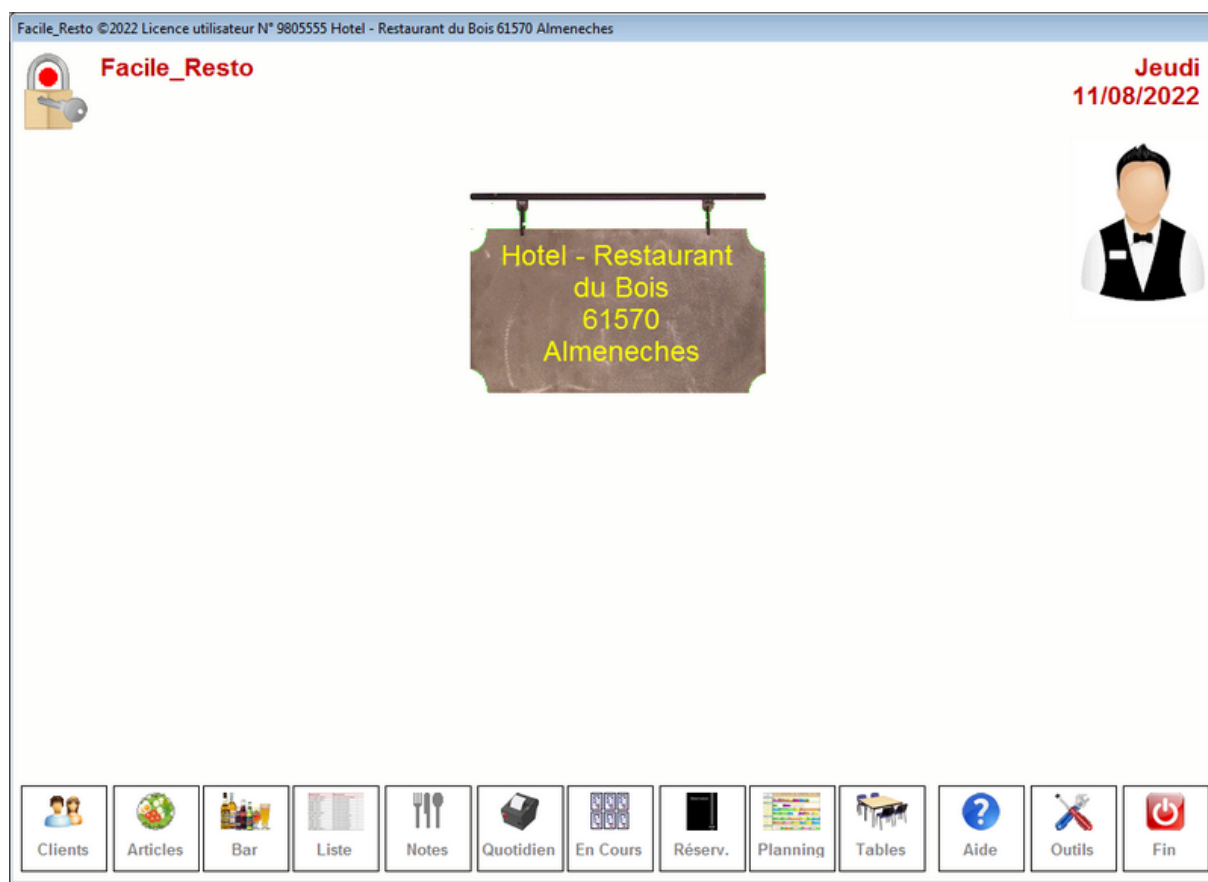 Facile_Resto ©2022 Licence utilisateur N° 9805555 Hotel - Restaurant du Bois 61570 Almeneches
Facile_Resto
Jeudi
11/08/2022
Hotel - Restaurant
du Bois
61570
Almeneches
Clients
Articles
Bar
Liste
Notes
Quotidien
En Cours
Réserv.
Planning
Tables
Aide
Outils
Fin